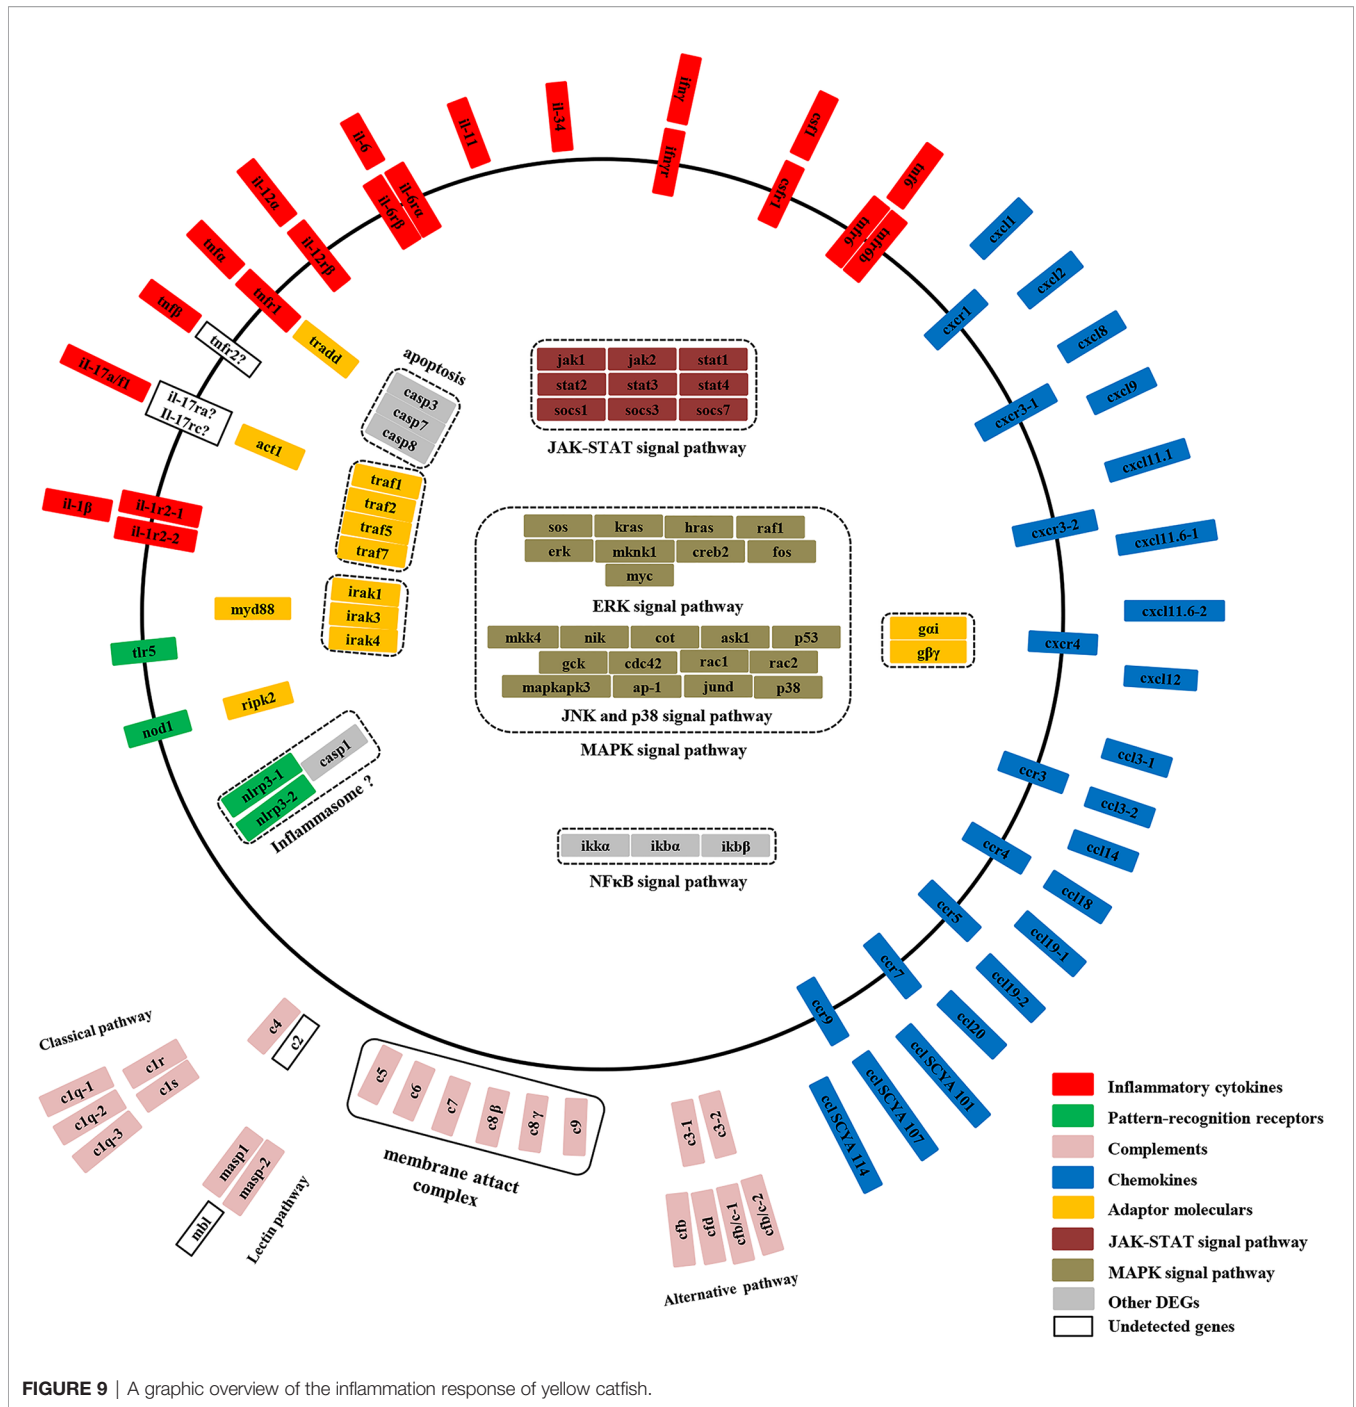 ifnγ
ifnγr
il-34
il-11
il-6
il-6rα
il-6rβ
csf1
csfr1
tnf6
tnfr6
tnfr6b
il-12α
il-12rβ
tnfα
tnfr1
tradd
tnfβ
tnfr2?
il-17a/f1
il-17ra?
Il-17rc?
act1
il-1β
il-1r2-1
il-1r2-2
myd88
tlr5
nod1
ripk2
apoptosis
casp3
casp7
casp8
traf1
traf2
traf5
traf7
irak1
irak3
irak4
nlrp3-1
casp1
nlrp3-2
Inflammasome ?
jak1 jak2 stat1
stat2 stat3 stat4
socs1 socs3 socs7
JAK-STAT signal pathway
sos kras hras raf1
erk mknk1 creb2 fos
myc
ERK signal pathway
mkk4 nik cot ask1 p53
gck cdc42 rac1 rac2
mapkapk3 ap-1 jund p38
JNK and p38 signal pathway
MAPK signal pathway
ikkα ikbα ikbβ
NFκB signal pathway
gαi
gβγ
cxcl1
cxcl2
cxcl8
cxcl9
cxcl11.1
cxcl11.6-1
cxcl11.6-2
cxcl12
cxcr1
cxcr3-1
cxcr3-2
cxcr4
ccr3
ccr4
ccr5
ccr7
ccr9
ccl3-1
ccl3-2
ccl14
ccl18
ccl19-1
ccl19-2
ccl20
ccl SCYA 101
ccl SCYA 107
ccl SCYA 114
Classical pathway
c1q-1
c1q-2
c1q-3
c1r
c1s
c4
c2
masp1
masp-2
mbl
Lectin pathway
c5
c6
c7
c8 β
c8 γ
c9
membrane attact
complex
c3-1
c3-2
cfb
cfd
cfb/c-1
cfb/c-2
Alternative pathway
Inflammatory cytokines
Pattern-recognition receptors
Complements
Chemokines
Adaptor moleculars
JAK-STAT signal pathway
MAPK signal pathway
Other DEGs
Undetected genes
FIGURE 9 | A graphic overview of the inflammation response of yellow catfish.